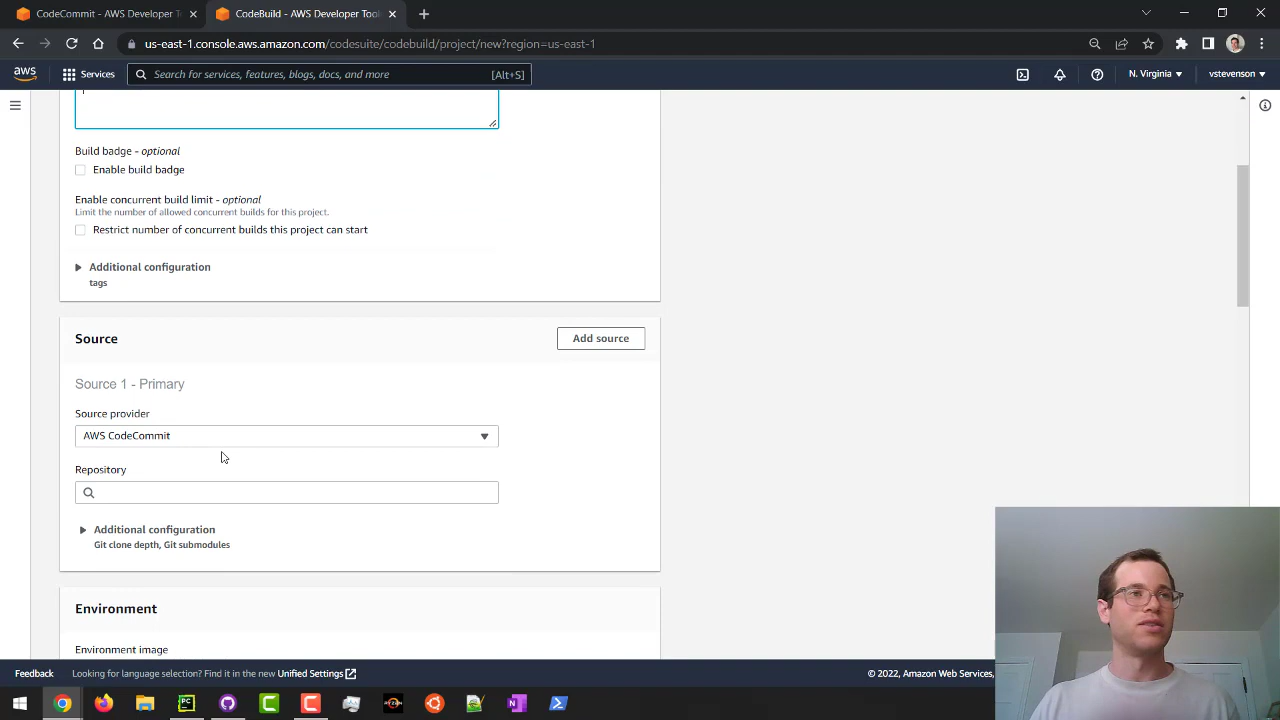 CodeCommit - AWS Developer T
CodeBuild - AWS Developer Tool
us-east-1.console.aws.amazon.com/codesuite/codebuild/project/new?region=us-east-1
aws
Services
Search for services, features, blogs, docs, and more
[Alt+S]
N. Virginia
vstevenson
Build badge - optional
Enable build badge
Enable concurrent build limit - optional
Limit the number of allowed concurrent builds for this project.
Restrict number of concurrent builds this project can start
Additional configuration
tags
Source
Add source
Source 1 - Primary
Source provider
AWS CodeCommit
Repository
Additional configuration
Git clone depth, Git submodules
Environment
Environment image
Feedback
Looking for language selection? Find it in the new Unified Settings
© 2022, Amazon Web Services,
PC
RYZEN
N